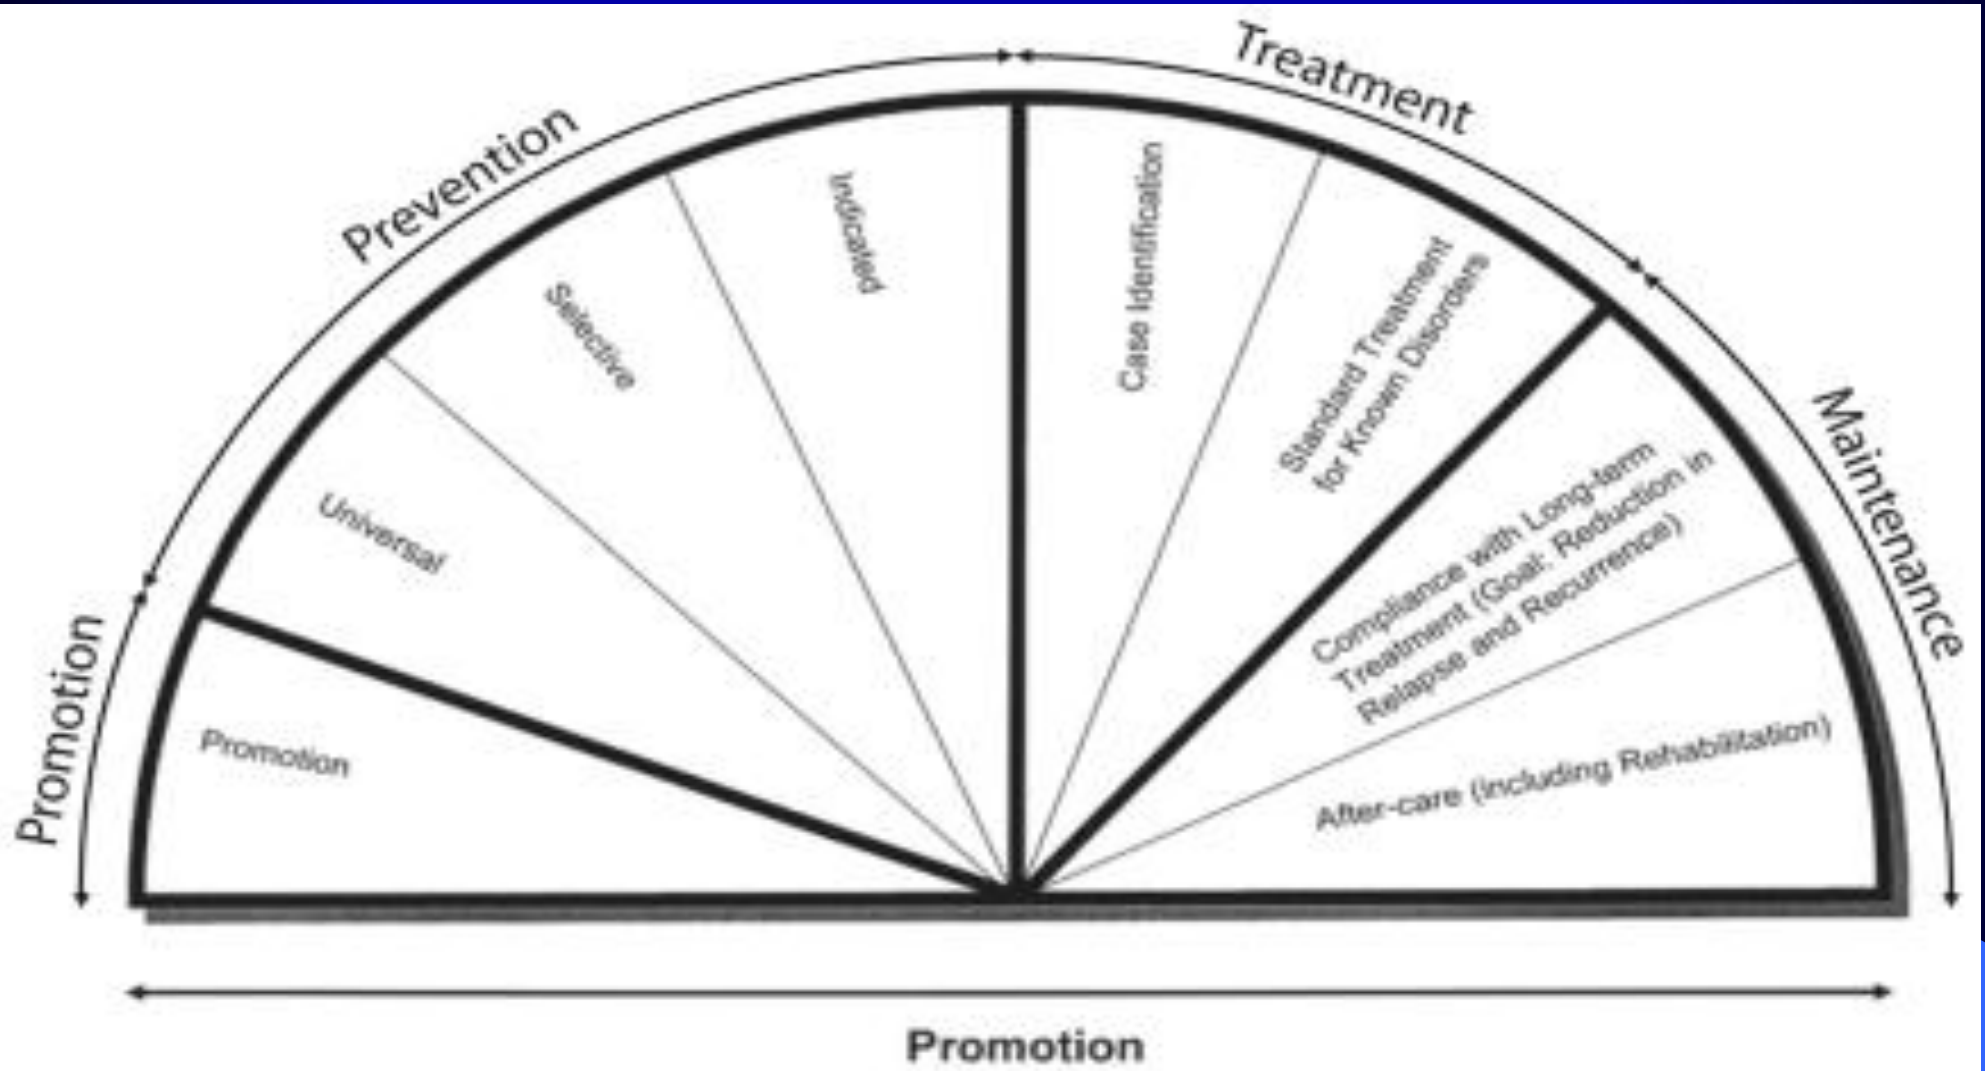 Promotion
Prevention
Treatment
Maintenance
Promotion
Universal
Selective
Indicated
Case Identification
Standard Treatment
for Known Disorders
Compliance with Long-term
Treatment (Goal: Reduction in
Relapse and Recurrence)
After-care (including Rehabilitation)
Promotion